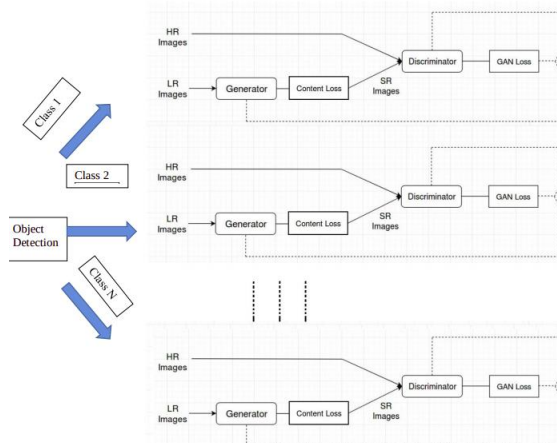 HR
Images
LR
Images
Generator
Content Loss
SR
Images
Discriminator
GAN Loss
Class 1
Class 2
HR
Images
LR
Images
Generator
Content Loss
SR
Images
Discriminator
GAN Loss
Object
Detection
Class N
HR
Images
LR
Images
Generator
Content Loss
SR
Images
Discriminator
GAN Loss